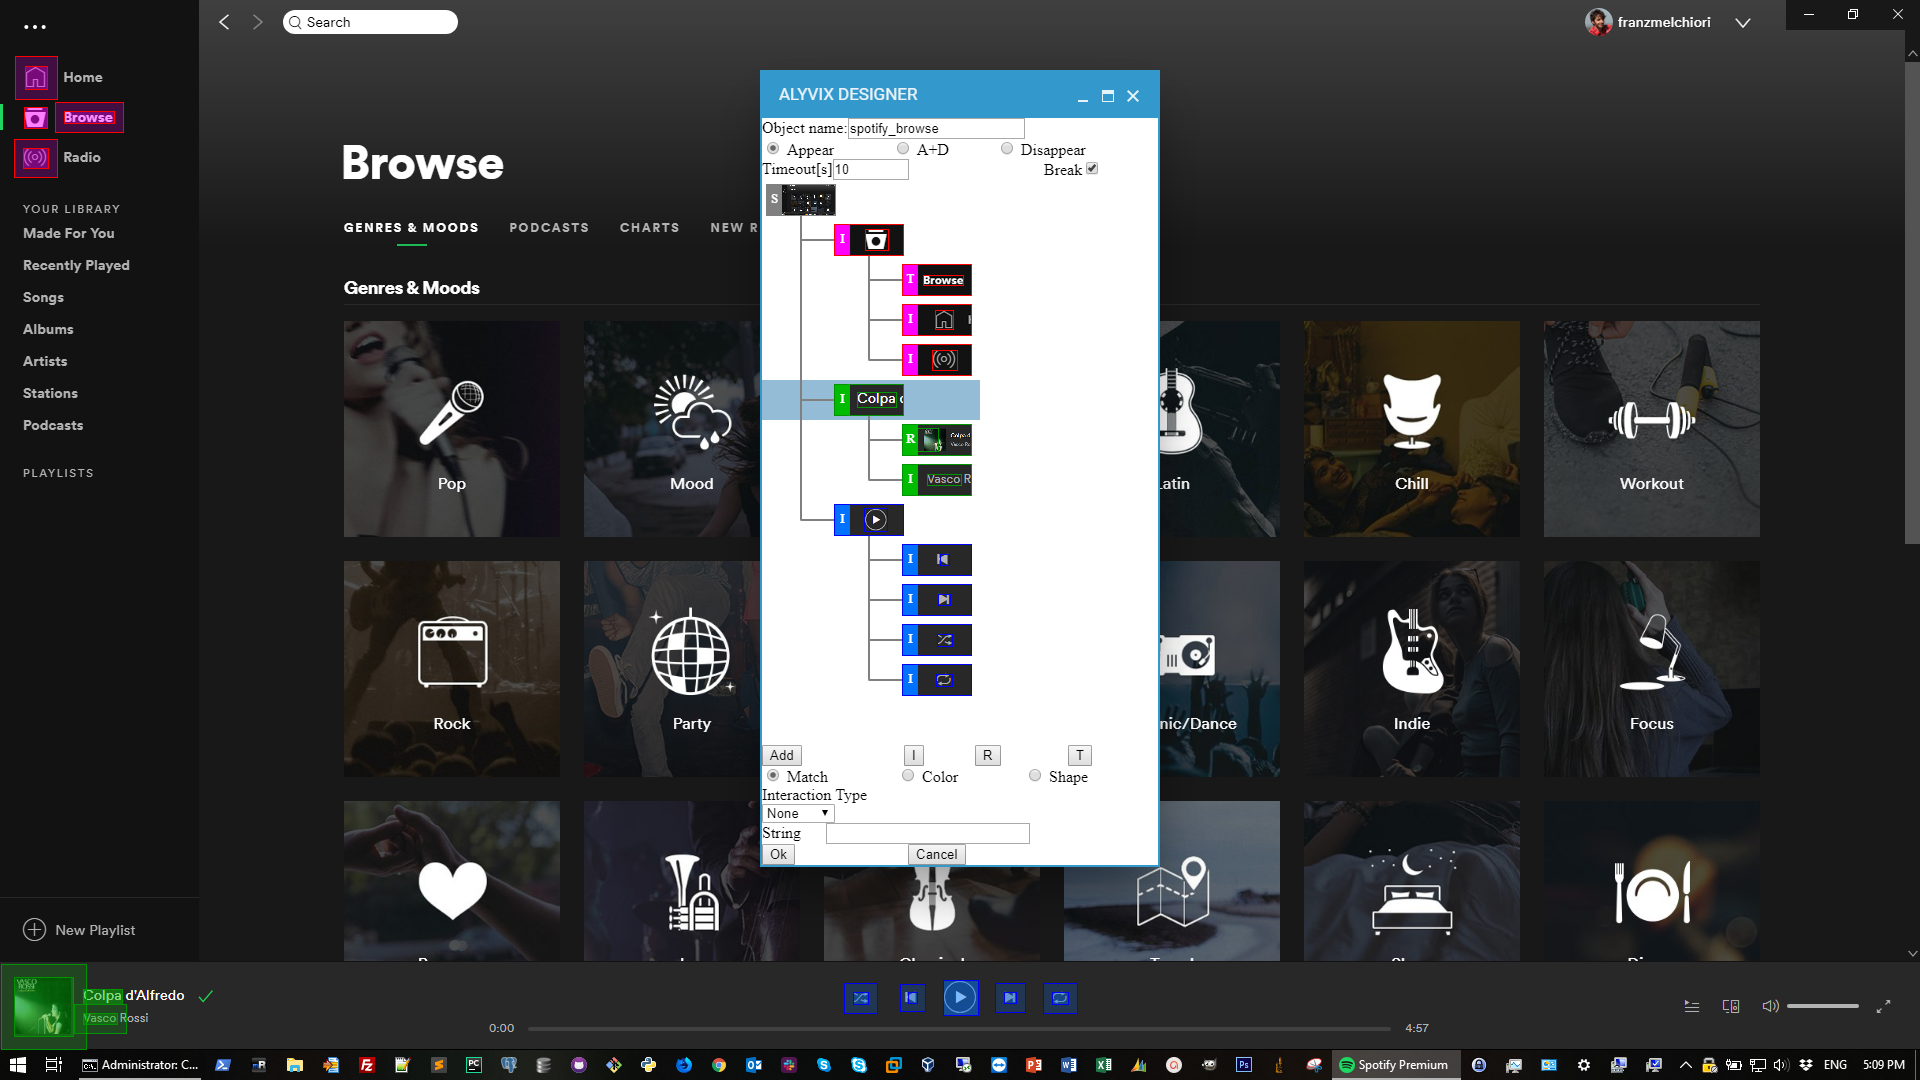 Search
franzmelchiori
Home
Browse
Radio
YOUR LIBRARY
Made For You
Recently Played
Songs
Albums
Artists
Stations
Podcasts
PLAYLISTS
New Playlist
Browse
GENRES & MOODS
PODCASTS
CHARTS
NEW R
Genres & Moods
Pop
Mood
Latin
Chill
Workout
Rock
Party
nic/Dance
Indie
Focus
ALYVIX DESIGNER
Object name: spotify_browse
Appear
A+D
Disappear
Timeout[s] 10
Break
S
I
T Browse
I
I
I Colpa d
R Colpa d
I Vasco R
I
I
I
I
I
Add
I
R
T
Match
Color
Shape
Interaction Type
None
String
Ok
Cancel
VASCO
ROSSI
Colpa d'Alfredo
Vasco Rossi
0:00
4:57
Administrator: C...
Spotify Premium
ENG
5:09 PM